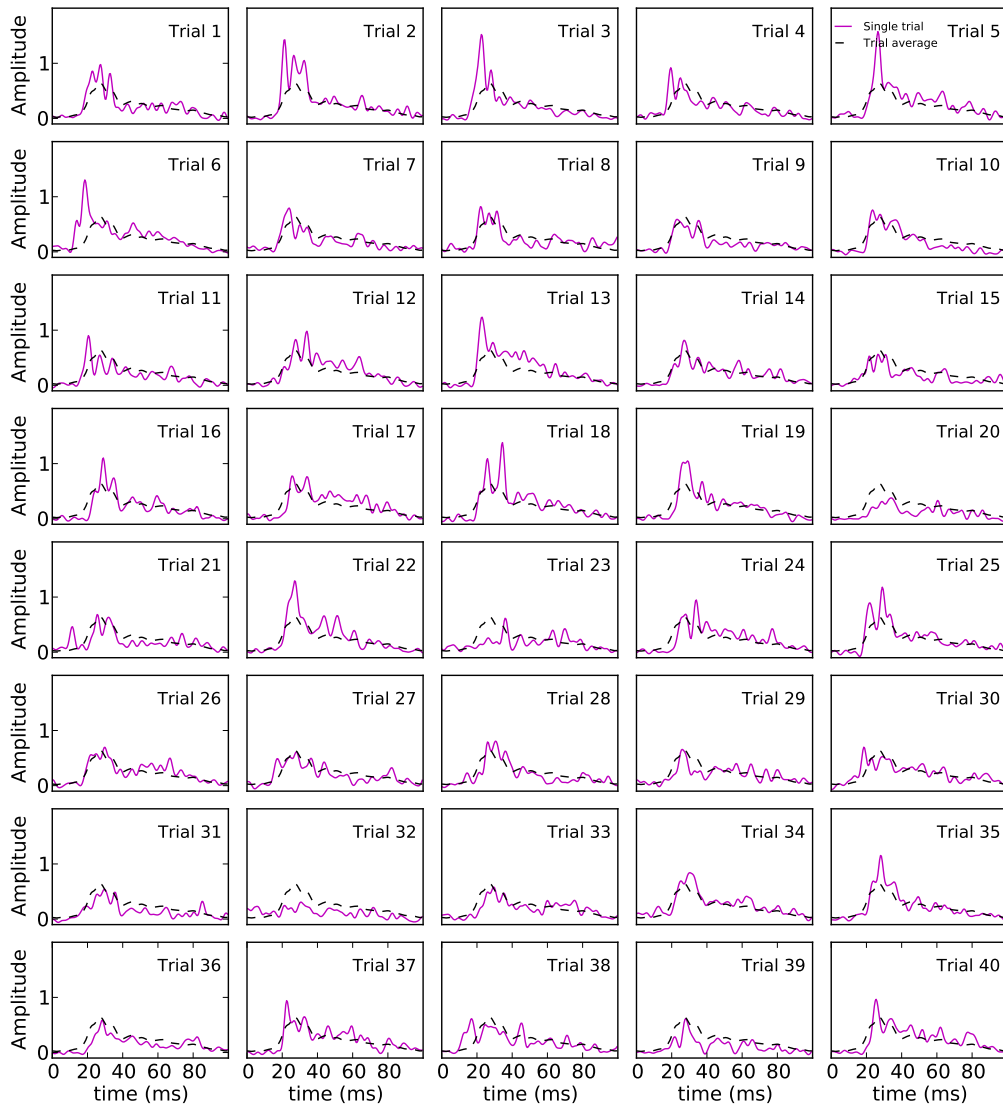 Amplitude
1
0
Trial 1
Trial 2
Trial 3
Trial 4
Trial 5
Single trial
Trial average
Amplitude
1
0
Trial 6
Trial 7
Trial 8
Trial 9
Trial 10
Amplitude
1
0
Trial 11
Trial 12
Trial 13
Trial 14
Trial 15
Amplitude
1
0
Trial 16
Trial 17
Trial 18
Trial 19
Trial 20
Amplitude
1
0
Trial 21
Trial 22
Trial 23
Trial 24
Trial 25
Amplitude
1
0
Trial 26
Trial 27
Trial 28
Trial 29
Trial 30
Amplitude
1
0
Trial 31
Trial 32
Trial 33
Trial 34
Trial 35
Amplitude
1
0
Trial 36
Trial 37
Trial 38
Trial 39
Trial 40
20 40 60 80
20 40 60 80
20 40 60 80
20 40 60 80
20 40 60 80
time (ms)
time (ms)
time (ms)
time (ms)
time (ms)